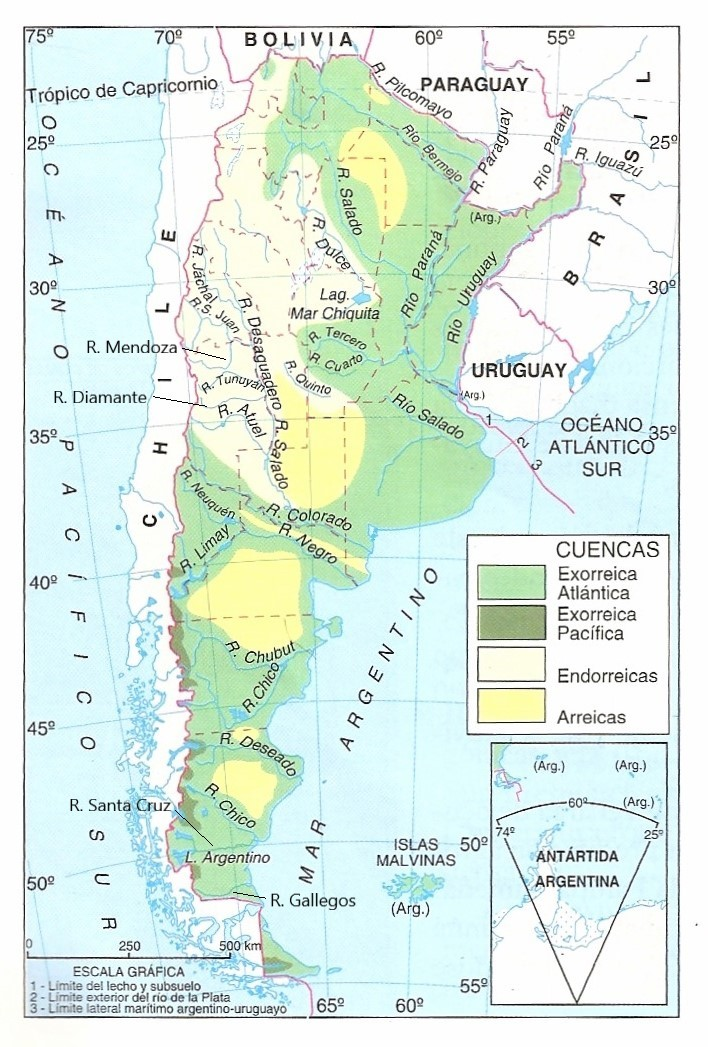 75º
70º
BOLIVIA
60º
55º
Trópico de Capricornio
R. Pilcomayo
PARAGUAY
Río Bermejo
R. Paraguay
Río Paraná
R. Iguazú
BRASIL
25º
25º
OCÉANO PACÍFICO SUR
CHILE
R. Salado
R. Dulce
(Arg.)
Río Paraná
Río Uruguay
30º
30º
R. Jáchal
R. S. Juan
R. Desaguadero
Lag.
Mar Chiquita
R. Tercero
R. Cuarto
R. Quinto
R. Mendoza
R. Tunuyán
R. Diamante
R. Atuel
R. Salado
URUGUAY
(Arg.)
Río Salado
1
2
3
OCÉANO
ATLÁNTICO
SUR
35º
35º
R. Neuquén
R. Colorado
R. Negro
R. Limay
40º
40º
MAR ARGENTINO
R. Chubut
R. Chico
45º
45º
R. Deseado
R. Chico
R. Santa Cruz
L. Argentino
R. Gallegos
ISLAS
MALVINAS
(Arg.)
50º
50º
55º
65º
60º
CUENCAS
Exorreica
Atlántica
Exorreica
Pacífica
Endorreicas
Arreicas
(Arg.)
(Arg.)
(Arg.)
60º
74º
25º
ANTÁRTIDA
ARGENTINA
0
250
500 km
ESCALA GRÁFICA
1 - Límite del lecho y subsuelo
2 - Límite exterior del río de la Plata
3 - Límite lateral marítimo argentino-uruguayo